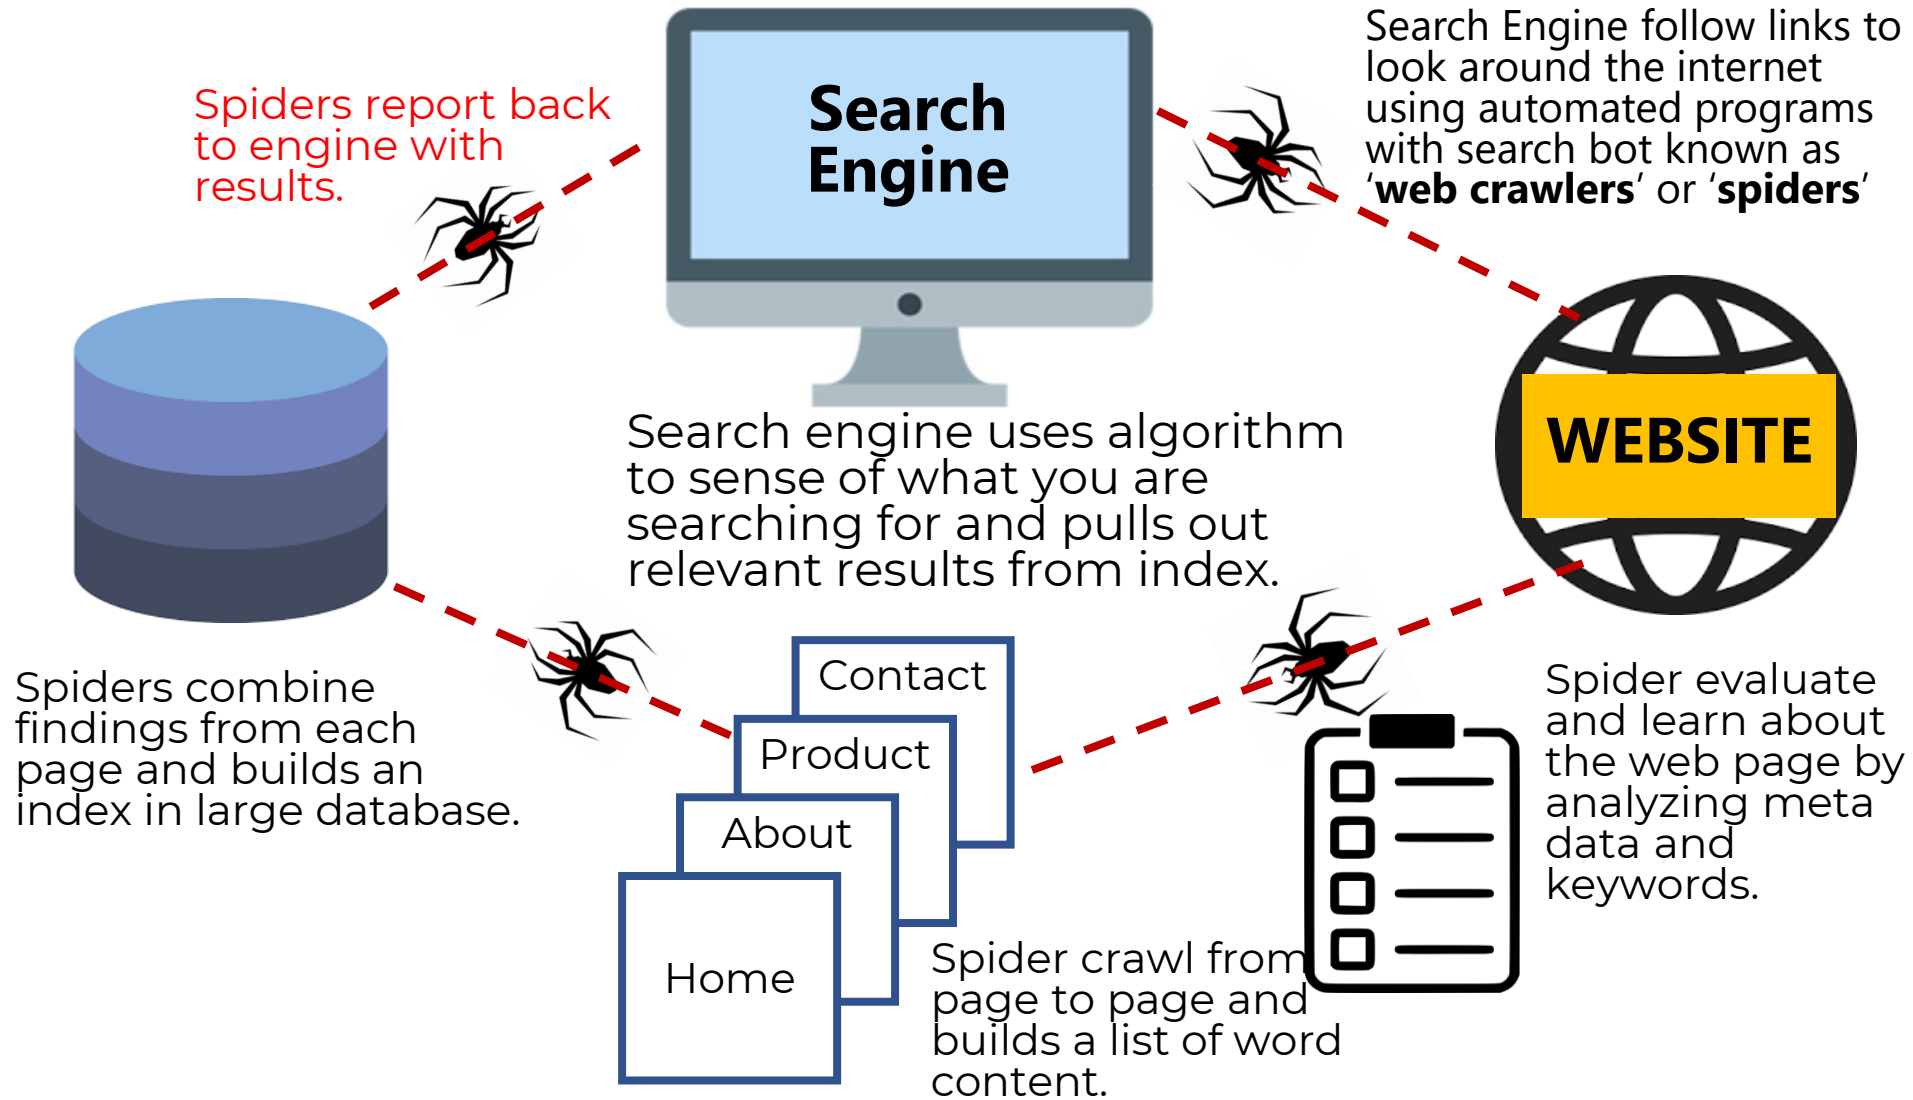 Search
Engine
Search Engine follow links to
look around the internet
using automated programs
with search bot known as
‘web crawlers’ or ‘spiders’
Spiders report back
to engine with
results.
WEBSITE
Search engine uses algorithm
to sense of what you are
searching for and pulls out
relevant results from index.
Spider evaluate
and learn about
the web page by
analyzing meta
data and
keywords.
Contact
Product
About
Home
Spider crawl from
page to page and
builds a list of word
content.
Spiders combine
findings from each
page and builds an
index in large database.